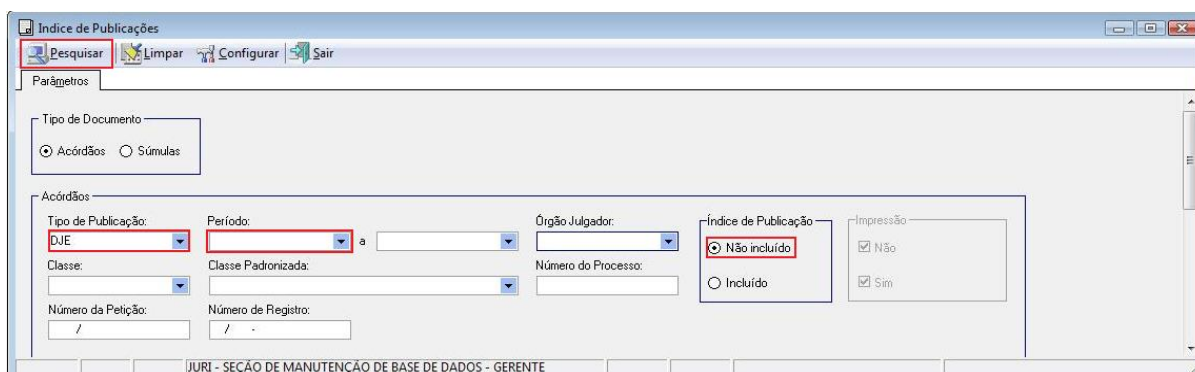 Indice de Publicações
Pesquisar Limpar Configurar Sair
Parâmetros
Tipo de Documento
Acórdãos Súmulas
Acórdãos
Tipo de Publicação: Período: Órgão Julgador: Índice de Publicação Impressão
DJE a Não incluído Não
Classe: Classe Padronizada: Número do Processo: Incluído Sim
Número da Petição: Número de Registro:
/ / -
JURI - SEÇÃO DE MANUTENÇÃO DE BASE DE DADOS - GERENTE